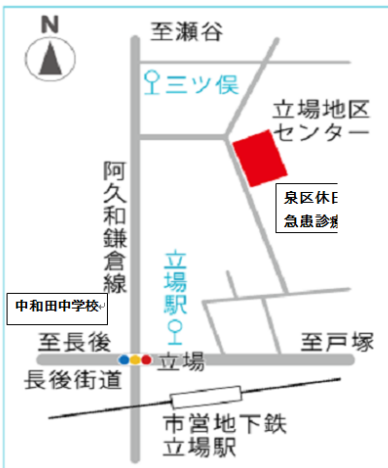 N
至瀬谷
三ツ俣
立場地区
センター
泉区休日
急患診療
阿久和鎌倉線
立場駅
中和田中学校
至長後
立場
至戸塚
長後街道
市営地下鉄
立場駅